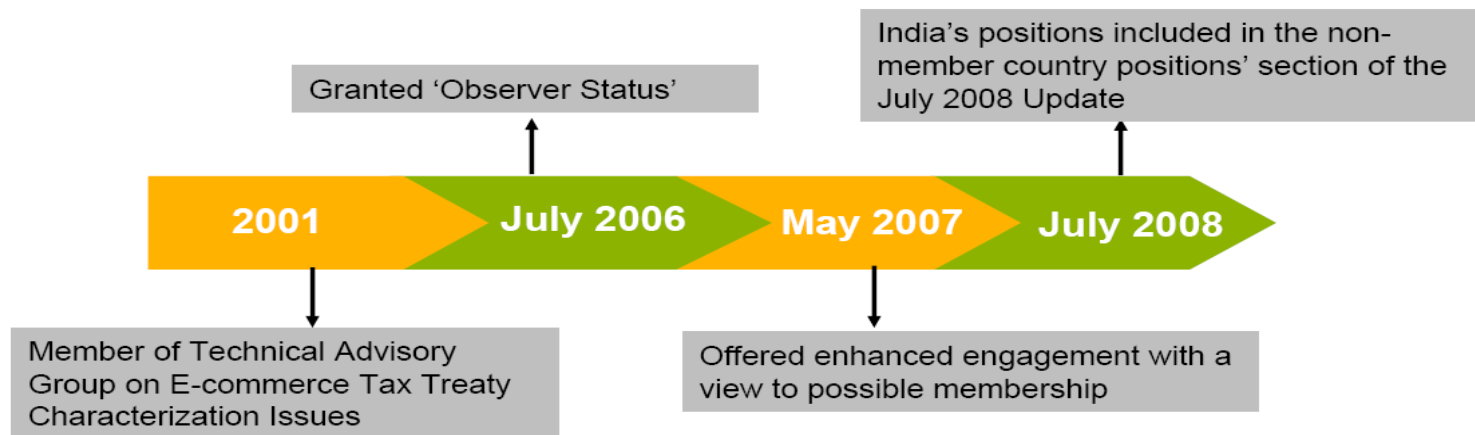 India's positions included in the non-
member country positions' section of the
July 2008 Update
Granted 'Observer Status'
2001
July 2006
May 2007
July 2008
Member of Technical Advisory
Group on E-commerce Tax Treaty
Characterization Issues
Offered enhanced engagement with a
view to possible membership